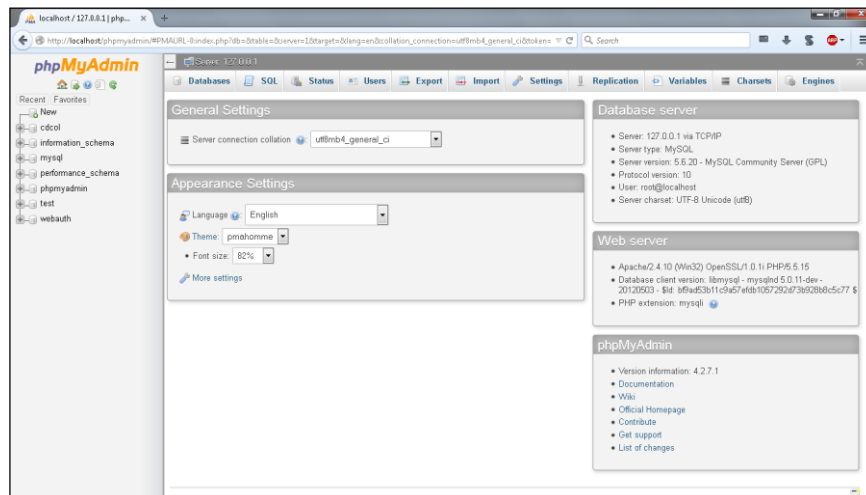 localhost / 127.0.0.1 | php...
http://localhost/phpmyadmin/#PMAURL-0:index.php?db=&table=&server=1&target=&lang=en&collation_connection=utf8mb4_general_ci&token=
Search
phpMyAdmin
Recent Favorites
New
cdcol
information_schema
mysql
performance_schema
phpmyadmin
test
webauth
Server: 127.0.0.1
Databases SQL Status Users Export Import Settings Replication Variables Charsets Engines
General Settings
Server connection collation utf8mb4_general_ci
Appearance Settings
Language English
Theme: pmahomme
• Font size: 82%
More settings
Database server
• Server: 127.0.0.1 via TCP/IP
• Server type: MySQL
• Server version: 5.6.20 - MySQL Community Server (GPL)
• Protocol version: 10
• User: root@localhost
• Server charset: UTF-8 Unicode (utf8)
Web server
• Apache/2.4.10 (Win32) OpenSSL/1.0.1i PHP/5.5.15
• Database client version: libmysql - mysqlnd 5.0.11-dev -
20120503 - $Id: bf9ad53b11c9a57efdb1057292d73b928b8c5c77 $
• PHP extension: mysqli
phpMyAdmin
• Version information: 4.2.7.1
• Documentation
• Wiki
• Official Homepage
• Contribute
• Get support
• List of changes